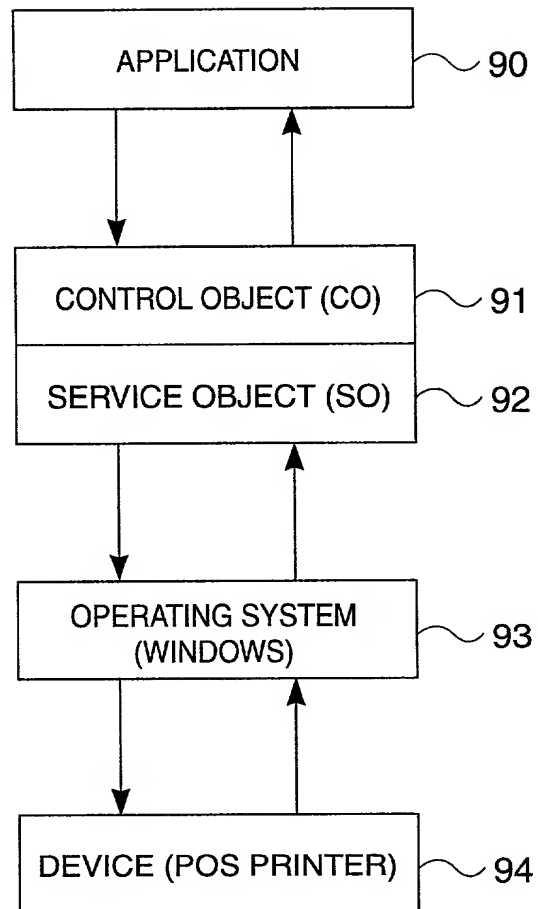 APPLICATION 90
CONTROL OBJECT (CO) 91
SERVICE OBJECT (SO) 92
OPERATING SYSTEM
(WINDOWS) 93
DEVICE (POS PRINTER) 94